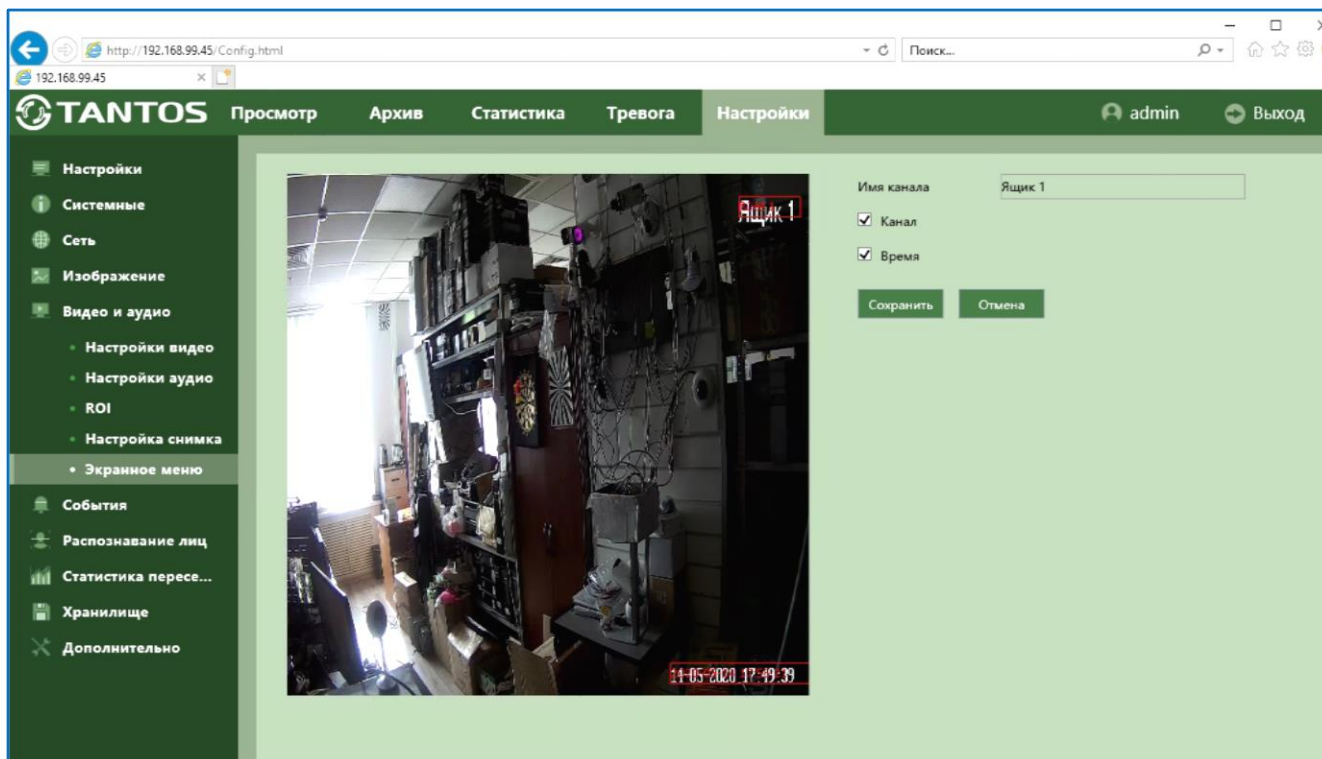 http://192.168.99.45/Config.html
Поиск...
192.168.99.45
TANTOS
Просмотр
Архив
Статистика
Тревога
Настройки
admin
Выход
Настройки
Системные
Сеть
Изображение
Видео и аудио
Настройки видео
Настройки аудио
ROI
Настройка снимка
Экранное меню
События
Распознавание лиц
Статистика пересе...
Хранилище
Дополнительно
Ящик 1
11-05-2020 17:49:39
Имя канала
Ящик 1
Канал
Время
Сохранить
Отмена